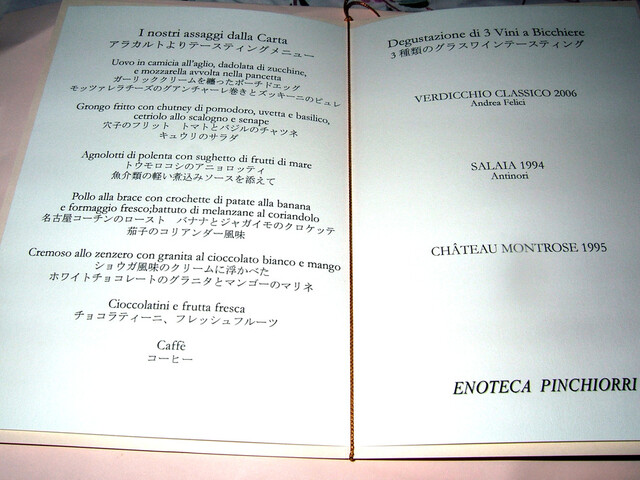 I nostri assaggi dalla Carta
アラカルトよりテースティングメニュー
Uovo in camicia all'aglio, dadolata di zucchine,
e mozzarella avvolta nella pancetta
ガーリッククリームを纏ったポーチドエッグ
モッツァレラチーズのグアンチャーレ巻きとズッキーニのピュレ
Grongo fritto con chutney di pomodoro, uvetta e basilico,
cetriolo allo scalogno e senape
穴子のフリット トマトとバジルのチャツネ
キュウリのサラダ
Agnolotti di polenta con sughetto di frutti di mare
トウモロコシのアニョロッティ
魚介類の軽い煮込みソースを添えて
Pollo alla brace con crochette di patate alla banana
e formaggio fresco;battuto di melanzane al coriandolo
名古屋コーチンのロースト バナナとジャガイモのクロケッテ
茄子のコリアンダー風味
Cremoso allo zenzero con granita al cioccolato bianco e mango
ショウガ風味のクリームに浮かべた
ホワイトチョコレートのグラニタとマンゴーのマリネ
Cioccolatini e frutta fresca
チョコラティーニ、フレッシュフルーツ
Caffè
コーヒー
Degustazione di 3 Vini a Bicchiere
3種類のグラスワインテースティング
VERDICCHIO CLASSICO 2006
Andrea Felici
SALAIA 1994
Antinori
CHÂTEAU MONTROSE 1995
ENOTECA PINCHIORRI